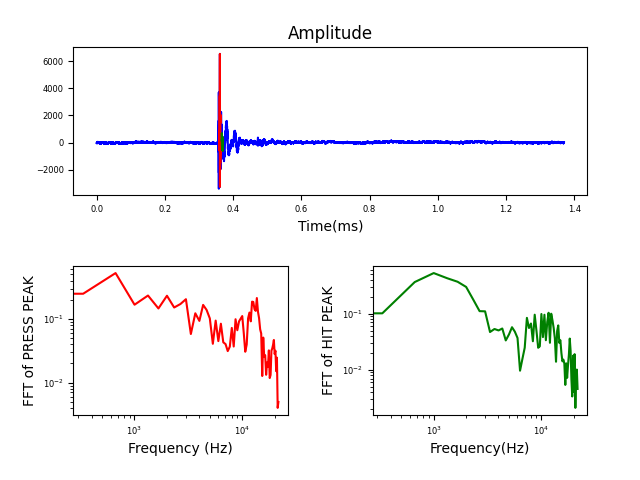 Amplitude
6000
4000
2000
0
−2000
0.0 0.2 0.4 0.6 0.8 1.0 1.2 1.4
Time(ms)
FFT of PRESS PEAK
10⁻¹
10⁻²
10³ 10⁴
Frequency (Hz)
FFT of HIT PEAK
10⁻¹
10⁻²
10³ 10⁴
Frequency(Hz)